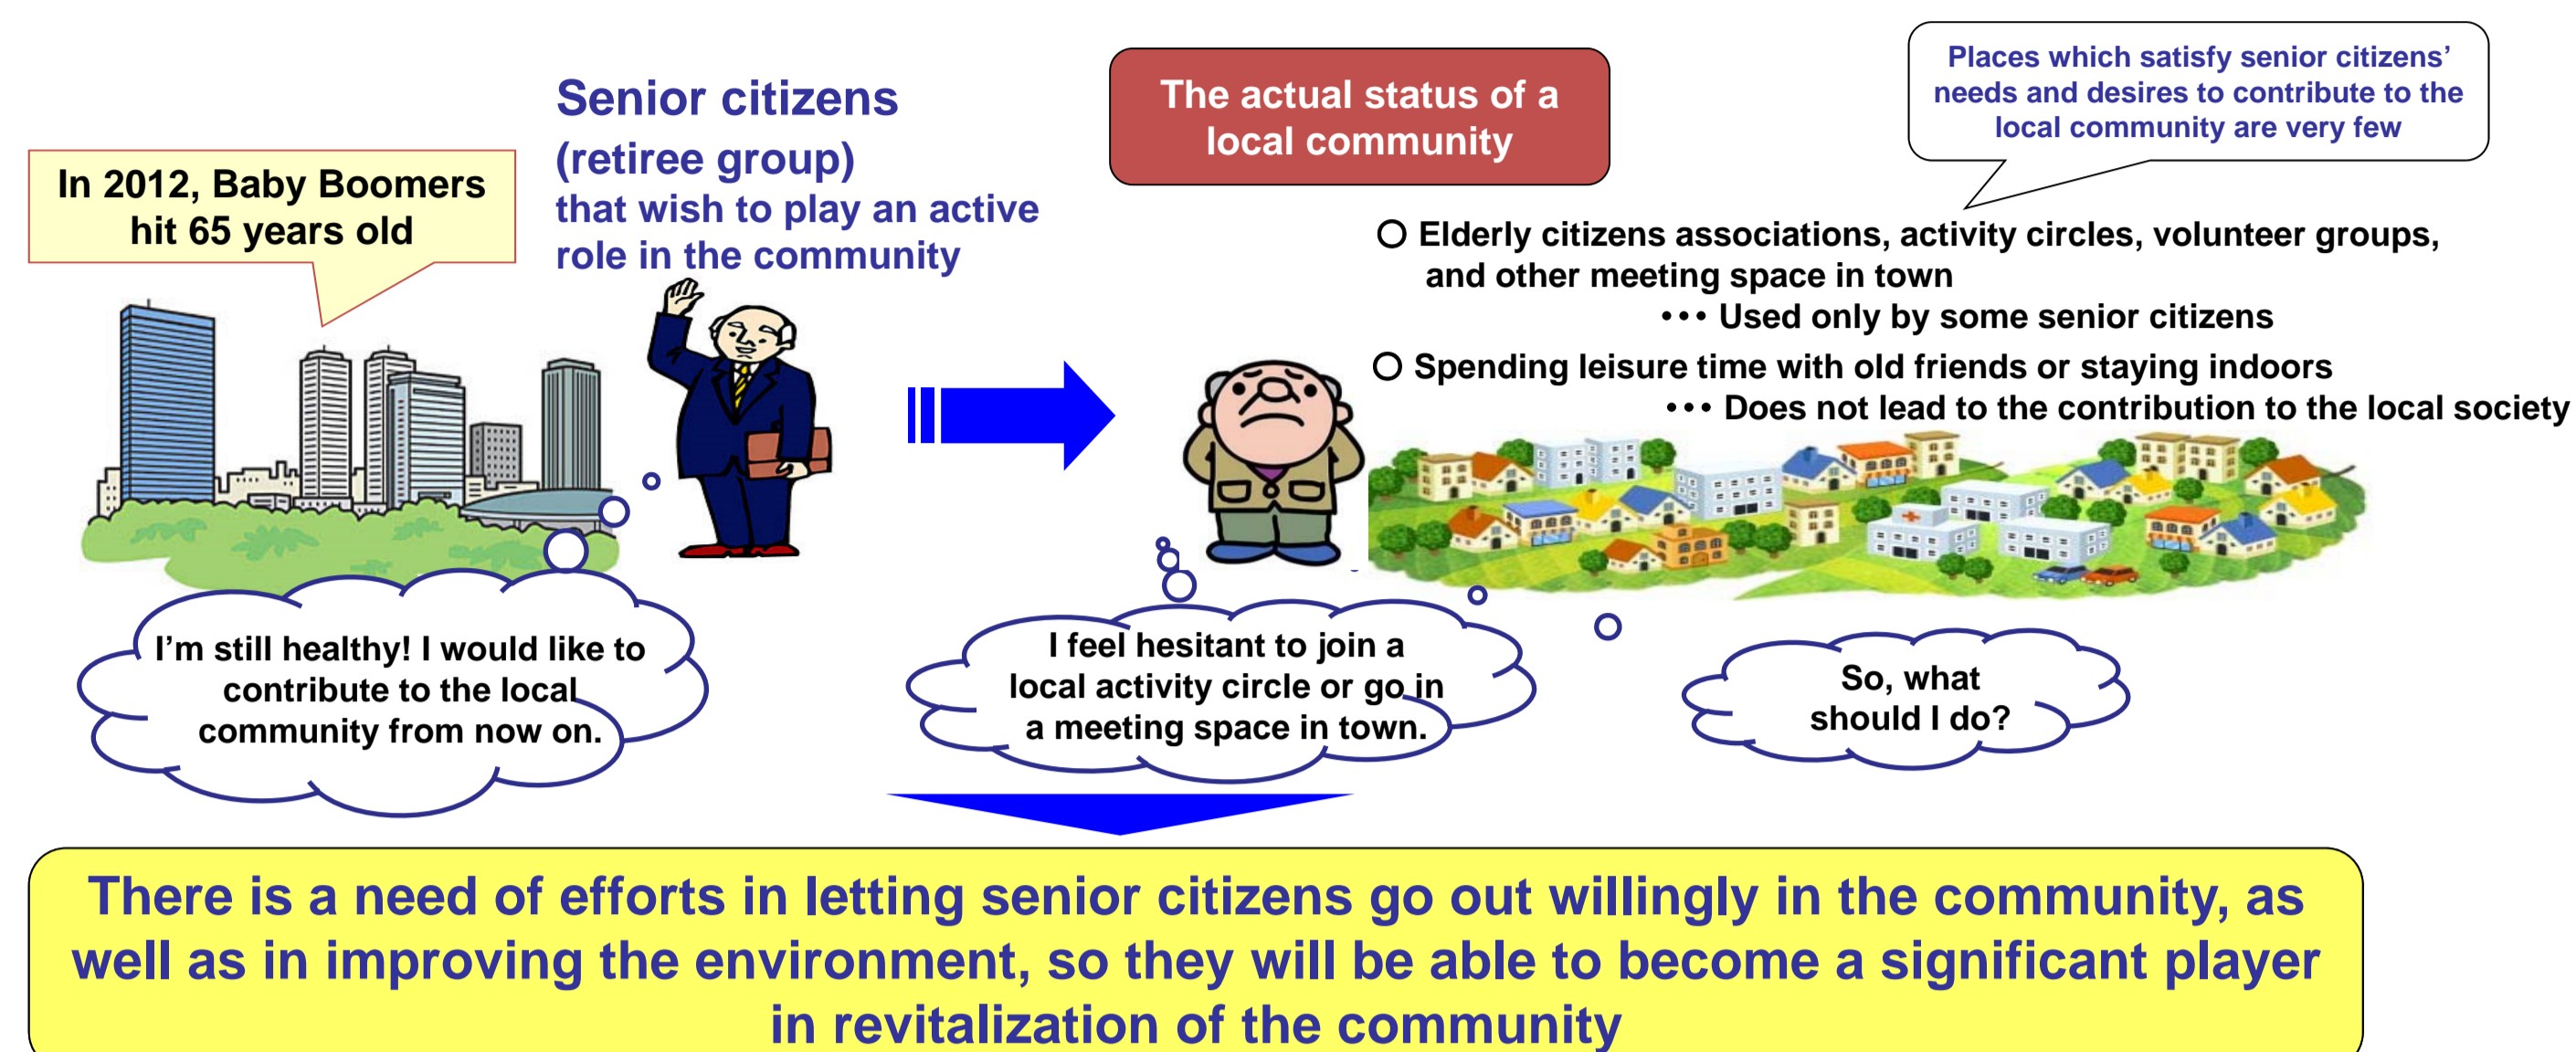 In 2012, Baby Boomers
hit 65 years old
Senior citizens
(retiree group)
that wish to play an active
role in the community
The actual status of a
local community
Places which satisfy senior citizens’
needs and desires to contribute to the
local community are very few
○ Elderly citizens associations, activity circles, volunteer groups,
and other meeting space in town
・・・ Used only by some senior citizens
○ Spending leisure time with old friends or staying indoors
・・・ Does not lead to the contribution to the local society
I’m still healthy! I would like to
contribute to the local
community from now on.
I feel hesitant to join a
local activity circle or go in
a meeting space in town.
So, what
should I do?
There is a need of efforts in letting senior citizens go out willingly in the community, as
well as in improving the environment, so they will be able to become a significant player
in revitalization of the community